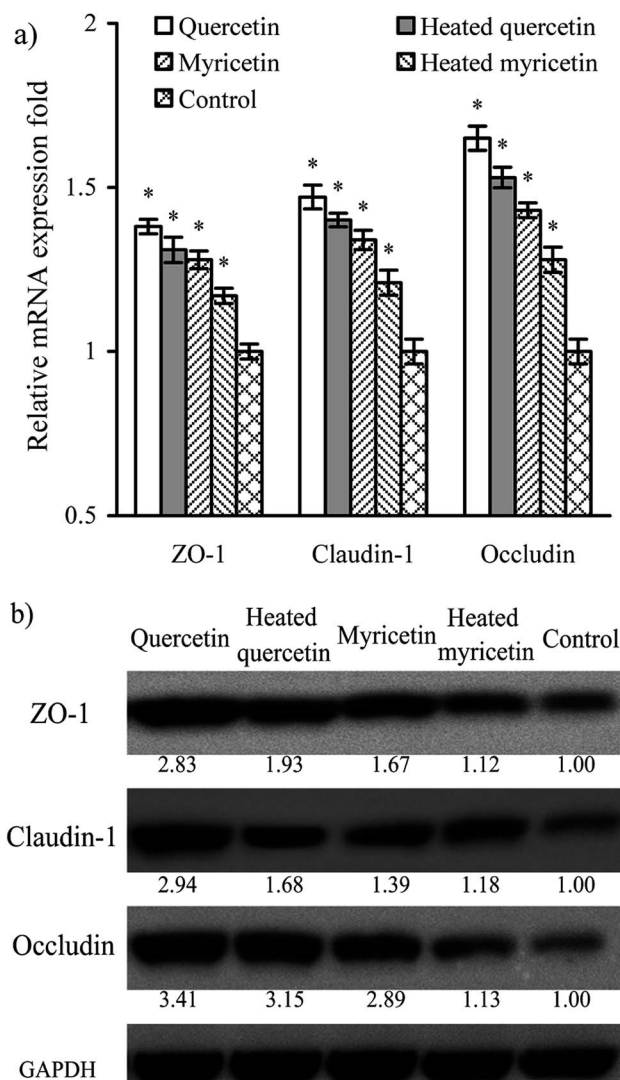 a)
2
1.5
1
0.5
Relative mRNA expression fold
Quercetin
Heated quercetin
Myricetin
Heated myricetin
Control
* * * *
* * * *
* * * *
ZO-1 Claudin-1 Occludin
b)
Quercetin Heated quercetin Myricetin Heated myricetin Control
ZO-1
2.83 1.93 1.67 1.12 1.00
Claudin-1
2.94 1.68 1.39 1.18 1.00
Occludin
3.41 3.15 2.89 1.13 1.00
GAPDH